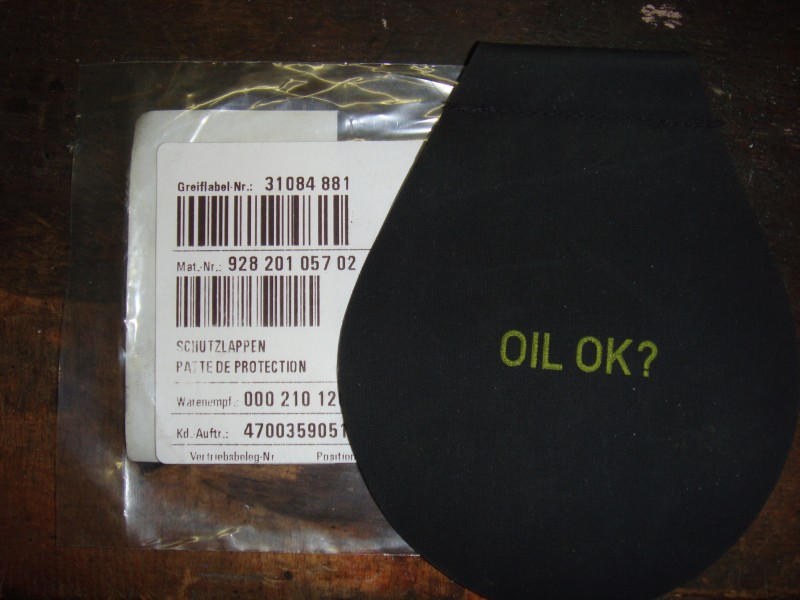 Greiflabel-Nr.: 31084 881
Mat.-Nr.: 928 201 057 02
SCHUTZLAPPEN
PATTE DE PROTECTION
Warenempf.: 000 210 12
Kd.-Auftr.: 4700359051
Vertriebsbeleg-Nr Position
OIL OK?